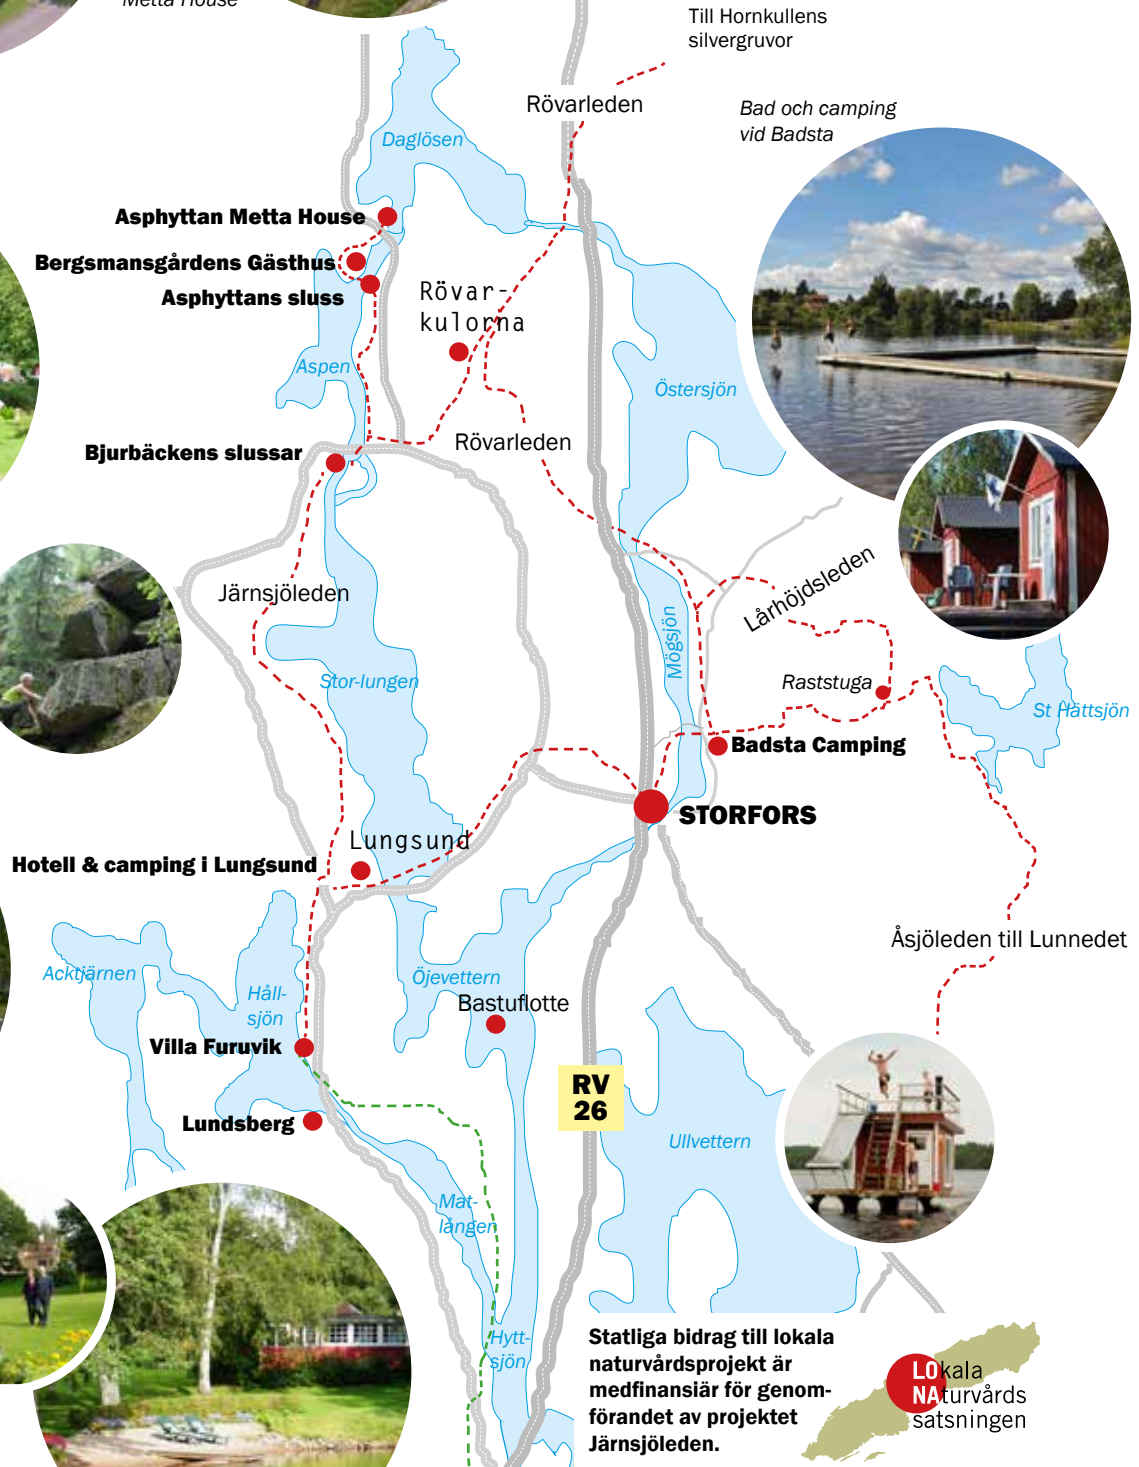 Metta House
Till Hornkullens
silvergruvor
Rövarleden
Bad och camping
vid Badsta
Daglösen
Asphyttan Metta House
Bergsmansgårdens Gästhus
Asphyttans sluss
Rövar-
kulorna
Aspen
Östersjön
Rövarleden
Bjurbäckens slussar
Järnsjöleden
Lårhöjdsleden
Mögsjön
Stor-lungen
Raststuga
St Hättsjön
Badsta Camping
STORFORS
Lungsund
Hotell & camping i Lungsund
Åsjöleden till Lunnedet
Acktjärnen
Håll-
sjön
Öjevettern
Bastuflotte
Villa Furuvik
RV
26
Lundsberg
Ullvettern
Mat-
lången
Hytt-
sjön
Statliga bidrag till lokala
naturvårdsprojekt är
medfinansiär för genom-
förandet av projektet
Järnsjöleden.
LOkala
NAturvårds
satsningen